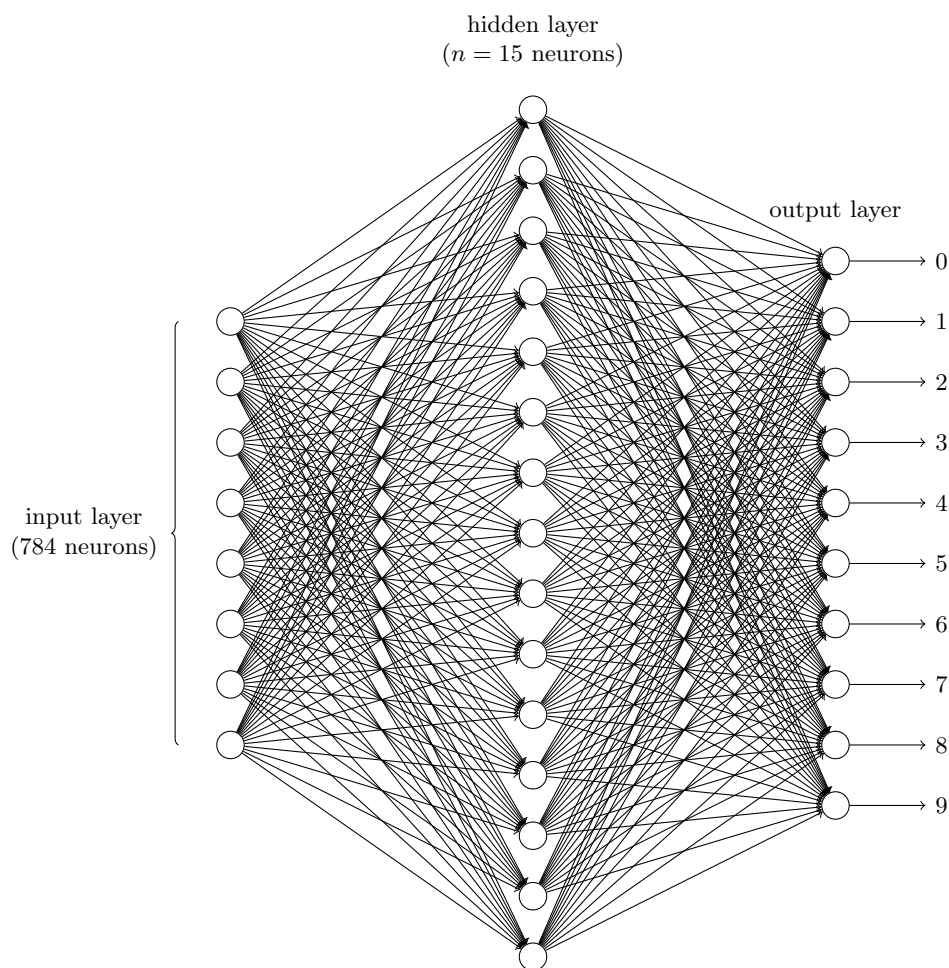 hidden layer
(n = 15 neurons)
output layer
0
1
2
3
input layer
(784 neurons)
4
5
6
7
8
9